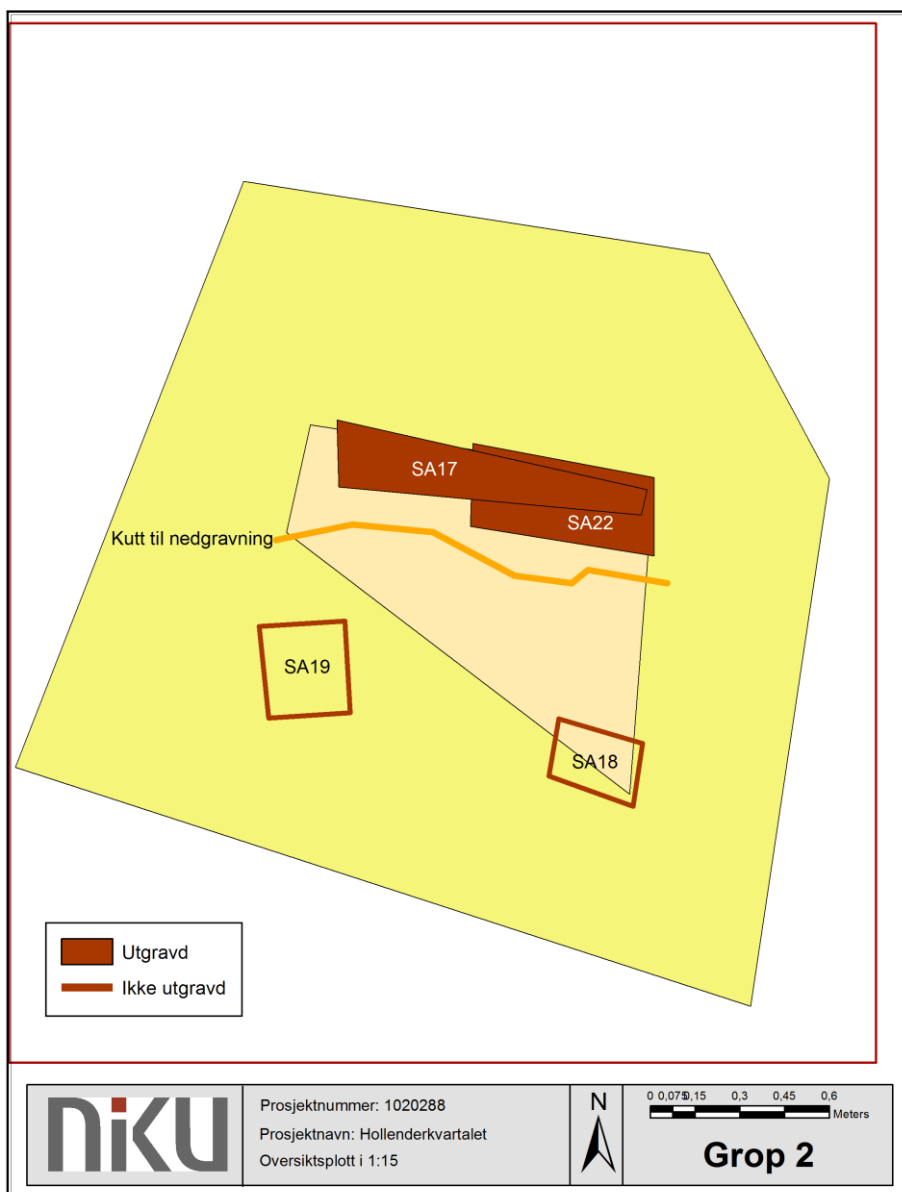 SA17
SA22
Kutt til nedgravning
SA19
SA18
Utgravd
Ikke utgravd
niKU
Prosjektnummer: 1020288
Prosjektnavn: Hollenderkvartalet
Oversiktsplott i 1:15
N
0 0,075 0,15 0,3 0,45 0,6
Meters
Grop 2